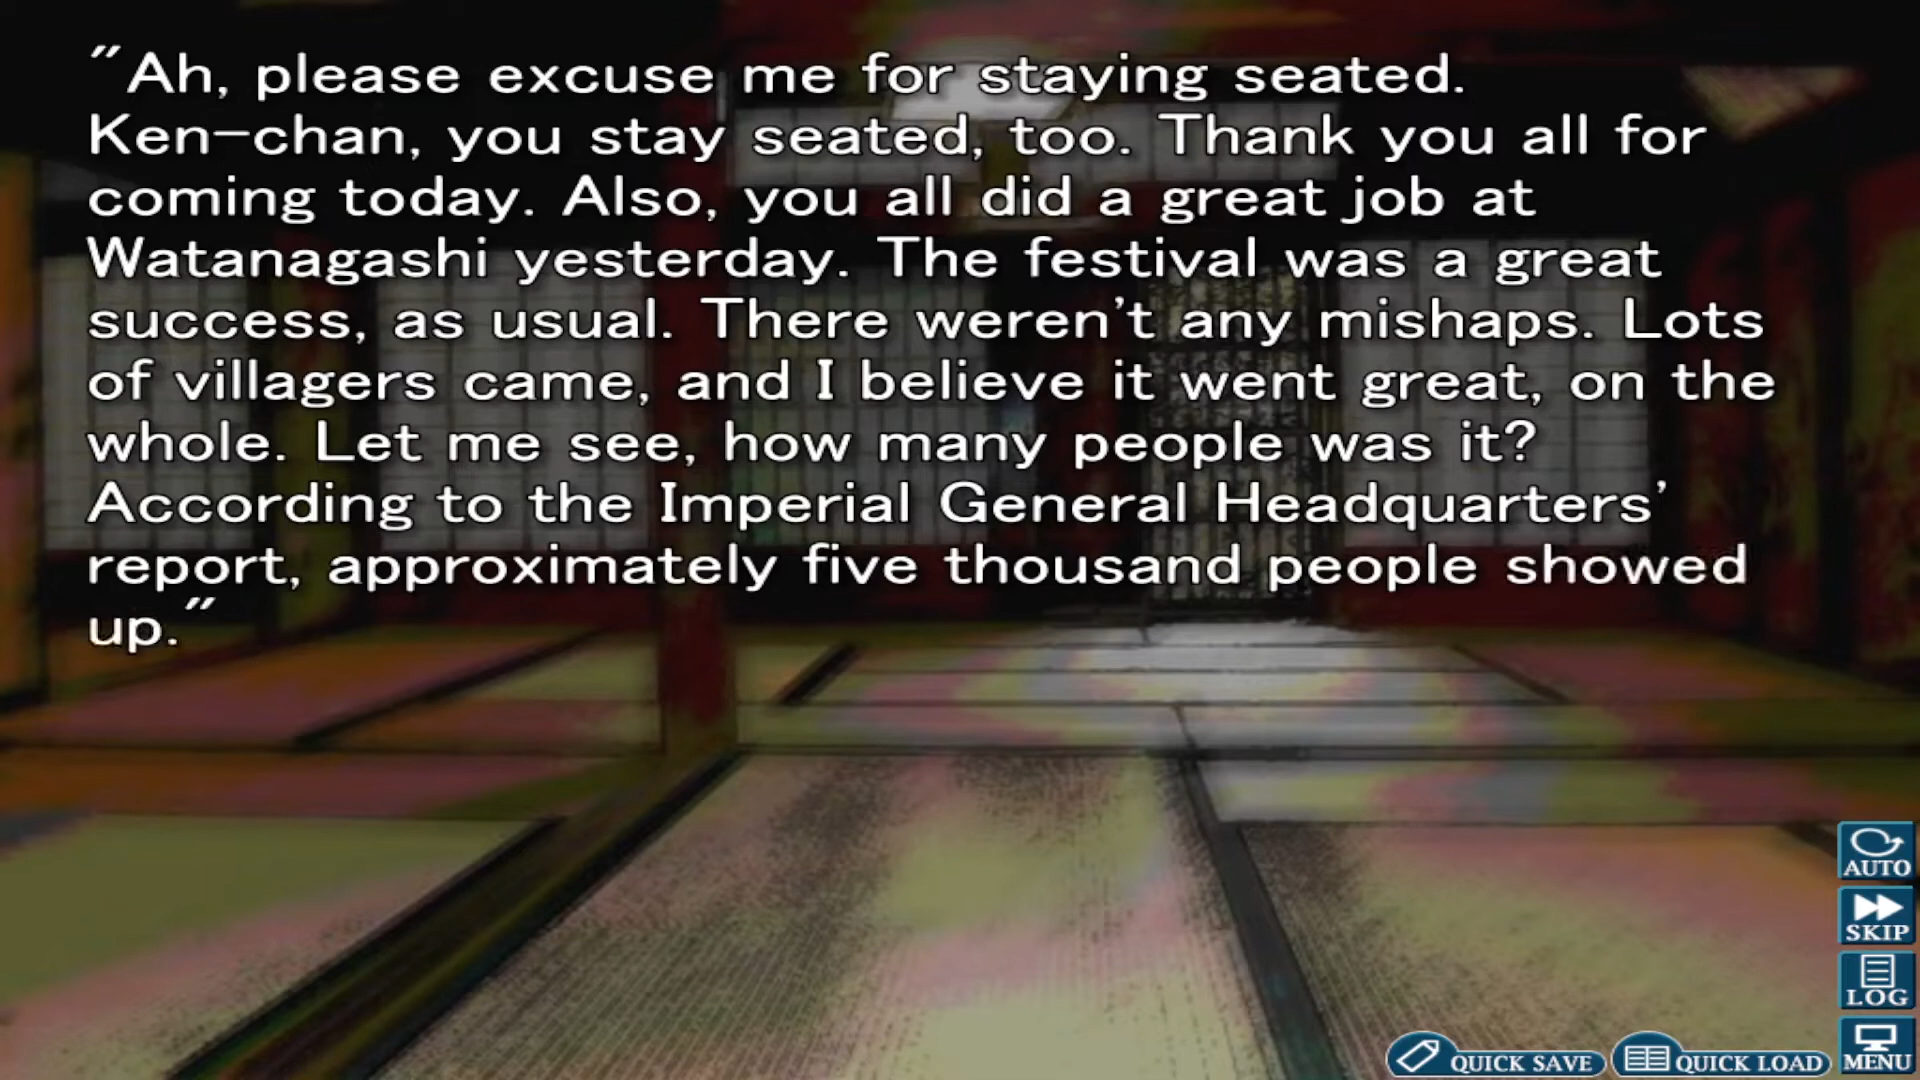 "Ah, please excuse me for staying seated.
Ken-chan, you stay seated, too. Thank you all for
coming today. Also, you all did a great job at
Watanagashi yesterday. The festival was a great
success, as usual. There weren't any mishaps. Lots
of villagers came, and I believe it went great, on the
whole. Let me see, how many people was it?
According to the Imperial General Headquarters'
report, approximately five thousand people showed
up."
AUTO
SKIP
LOG
MENU
QUICK SAVE
QUICK LOAD